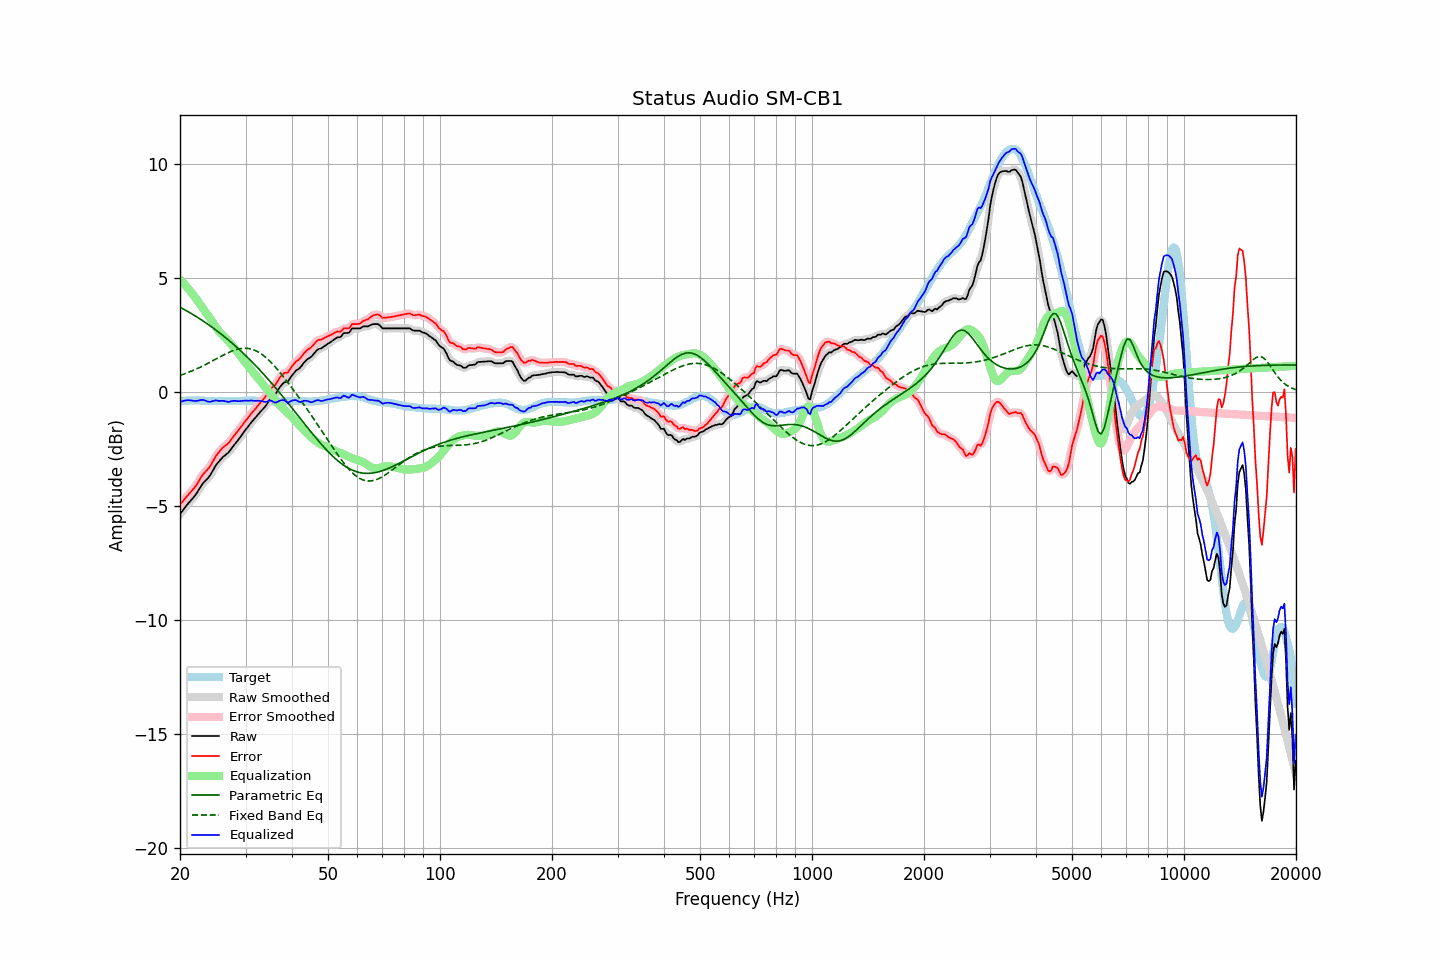 Status Audio SM-CB1
Amplitude (dBr)
10
5
0
−5
−10
−15
−20
Target
Raw Smoothed
Error Smoothed
Raw
Error
Equalization
Parametric Eq
Fixed Band Eq
Equalized
20 50 100 200 500 1000 2000 5000 10000 20000
Frequency (Hz)